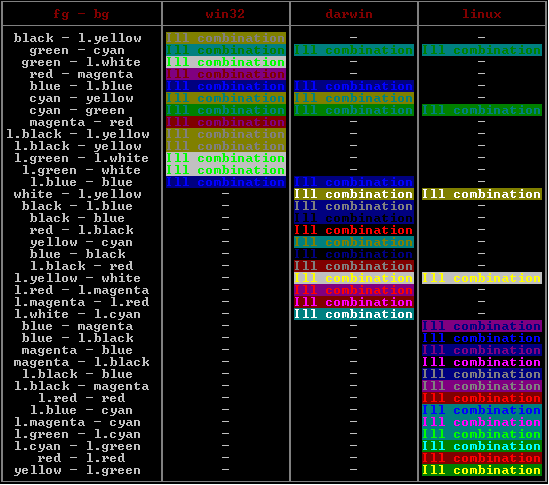 fg - bg win32 darwin linux
black - l.yellow Ill combination - -
green - cyan Ill combination Ill combination Ill combination
green - l.white Ill combination - -
red - magenta Ill combination - -
blue - l.blue Ill combination Ill combination -
cyan - yellow Ill combination Ill combination -
cyan - green Ill combination Ill combination Ill combination
magenta - red Ill combination - -
l.black - l.yellow Ill combination - -
l.black - yellow Ill combination - -
l.green - l.white Ill combination - -
l.green - white Ill combination - -
l.blue - blue Ill combination Ill combination -
white - l.yellow - Ill combination Ill combination
black - l.blue - Ill combination -
black - blue - Ill combination -
red - l.black - Ill combination -
yellow - cyan - Ill combination -
blue - black - Ill combination -
l.black - red - Ill combination -
l.yellow - white - Ill combination Ill combination
l.red - l.magenta - Ill combination -
l.magenta - l.red - Ill combination -
l.white - l.cyan - Ill combination -
blue - magenta - - Ill combination
blue - l.black - - Ill combination
magenta - blue - - Ill combination
magenta - l.black - - Ill combination
l.black - blue - - Ill combination
l.black - magenta - - Ill combination
l.red - red - - Ill combination
l.blue - cyan - - Ill combination
l.magenta - cyan - - Ill combination
l.green - l.cyan - - Ill combination
l.cyan - l.green - - Ill combination
red - l.red - - Ill combination
yellow - l.green - - Ill combination